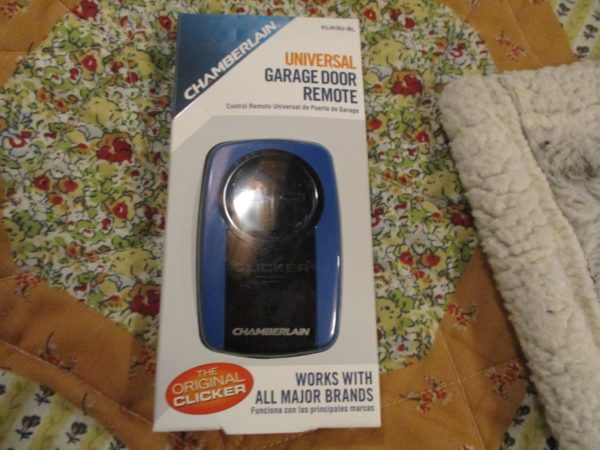 KLIK2U-BL
CHAMBERLAIN
UNIVERSAL
GARAGE DOOR
REMOTE
Control Remoto Universal de Puerta de Garage
CLICKER
CHAMBERLAIN
THE
ORIGINAL
CLICKER
WORKS WITH
ALL MAJOR BRANDS
Funciona con las principales marcas